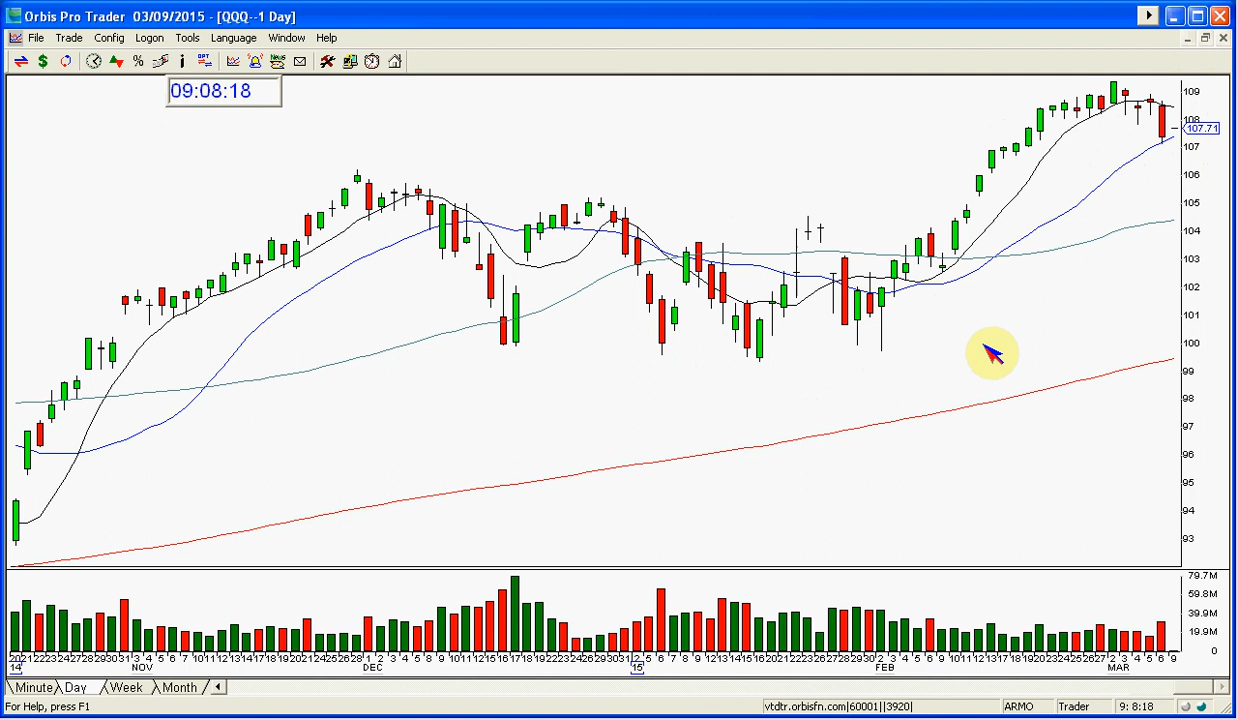 Orbis Pro Trader 03/09/2015 - [QQQ--1 Day]
File Trade Config Logon Tools Language Window Help
$ % i OPT News
09:08:18
109
108
107.71
107
106
105
104
103
102
101
100
99
98
97
96
95
94
93
79.7M
59.8M
39.9M
19.9M
0
14 NOV DEC 15 FEB MAR
Minute Day Week Month
For Help, press F1 vtdtr.orbisfn.com|60001||3920| ARMO Trader 9: 8:18